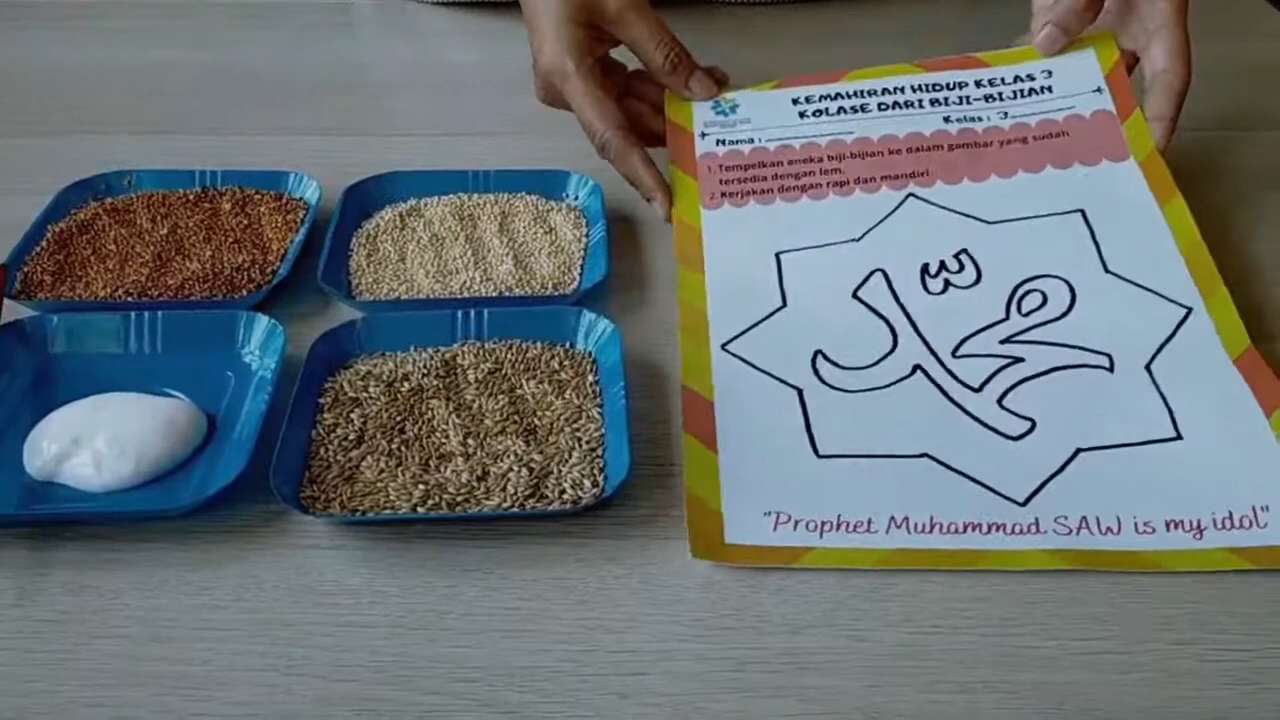 KEMAHIRAN HIDUP KELAS 3
KOLASE DARI BIJI-BIJIAN
Nama : Kelas : 3
1. Tempelkan aneka biji-bijian ke dalam gambar yang sudah
tersedia dengan lem.
2. Kerjakan dengan rapi dan mandiri
محمد
"Prophet Muhammad SAW is my idol"